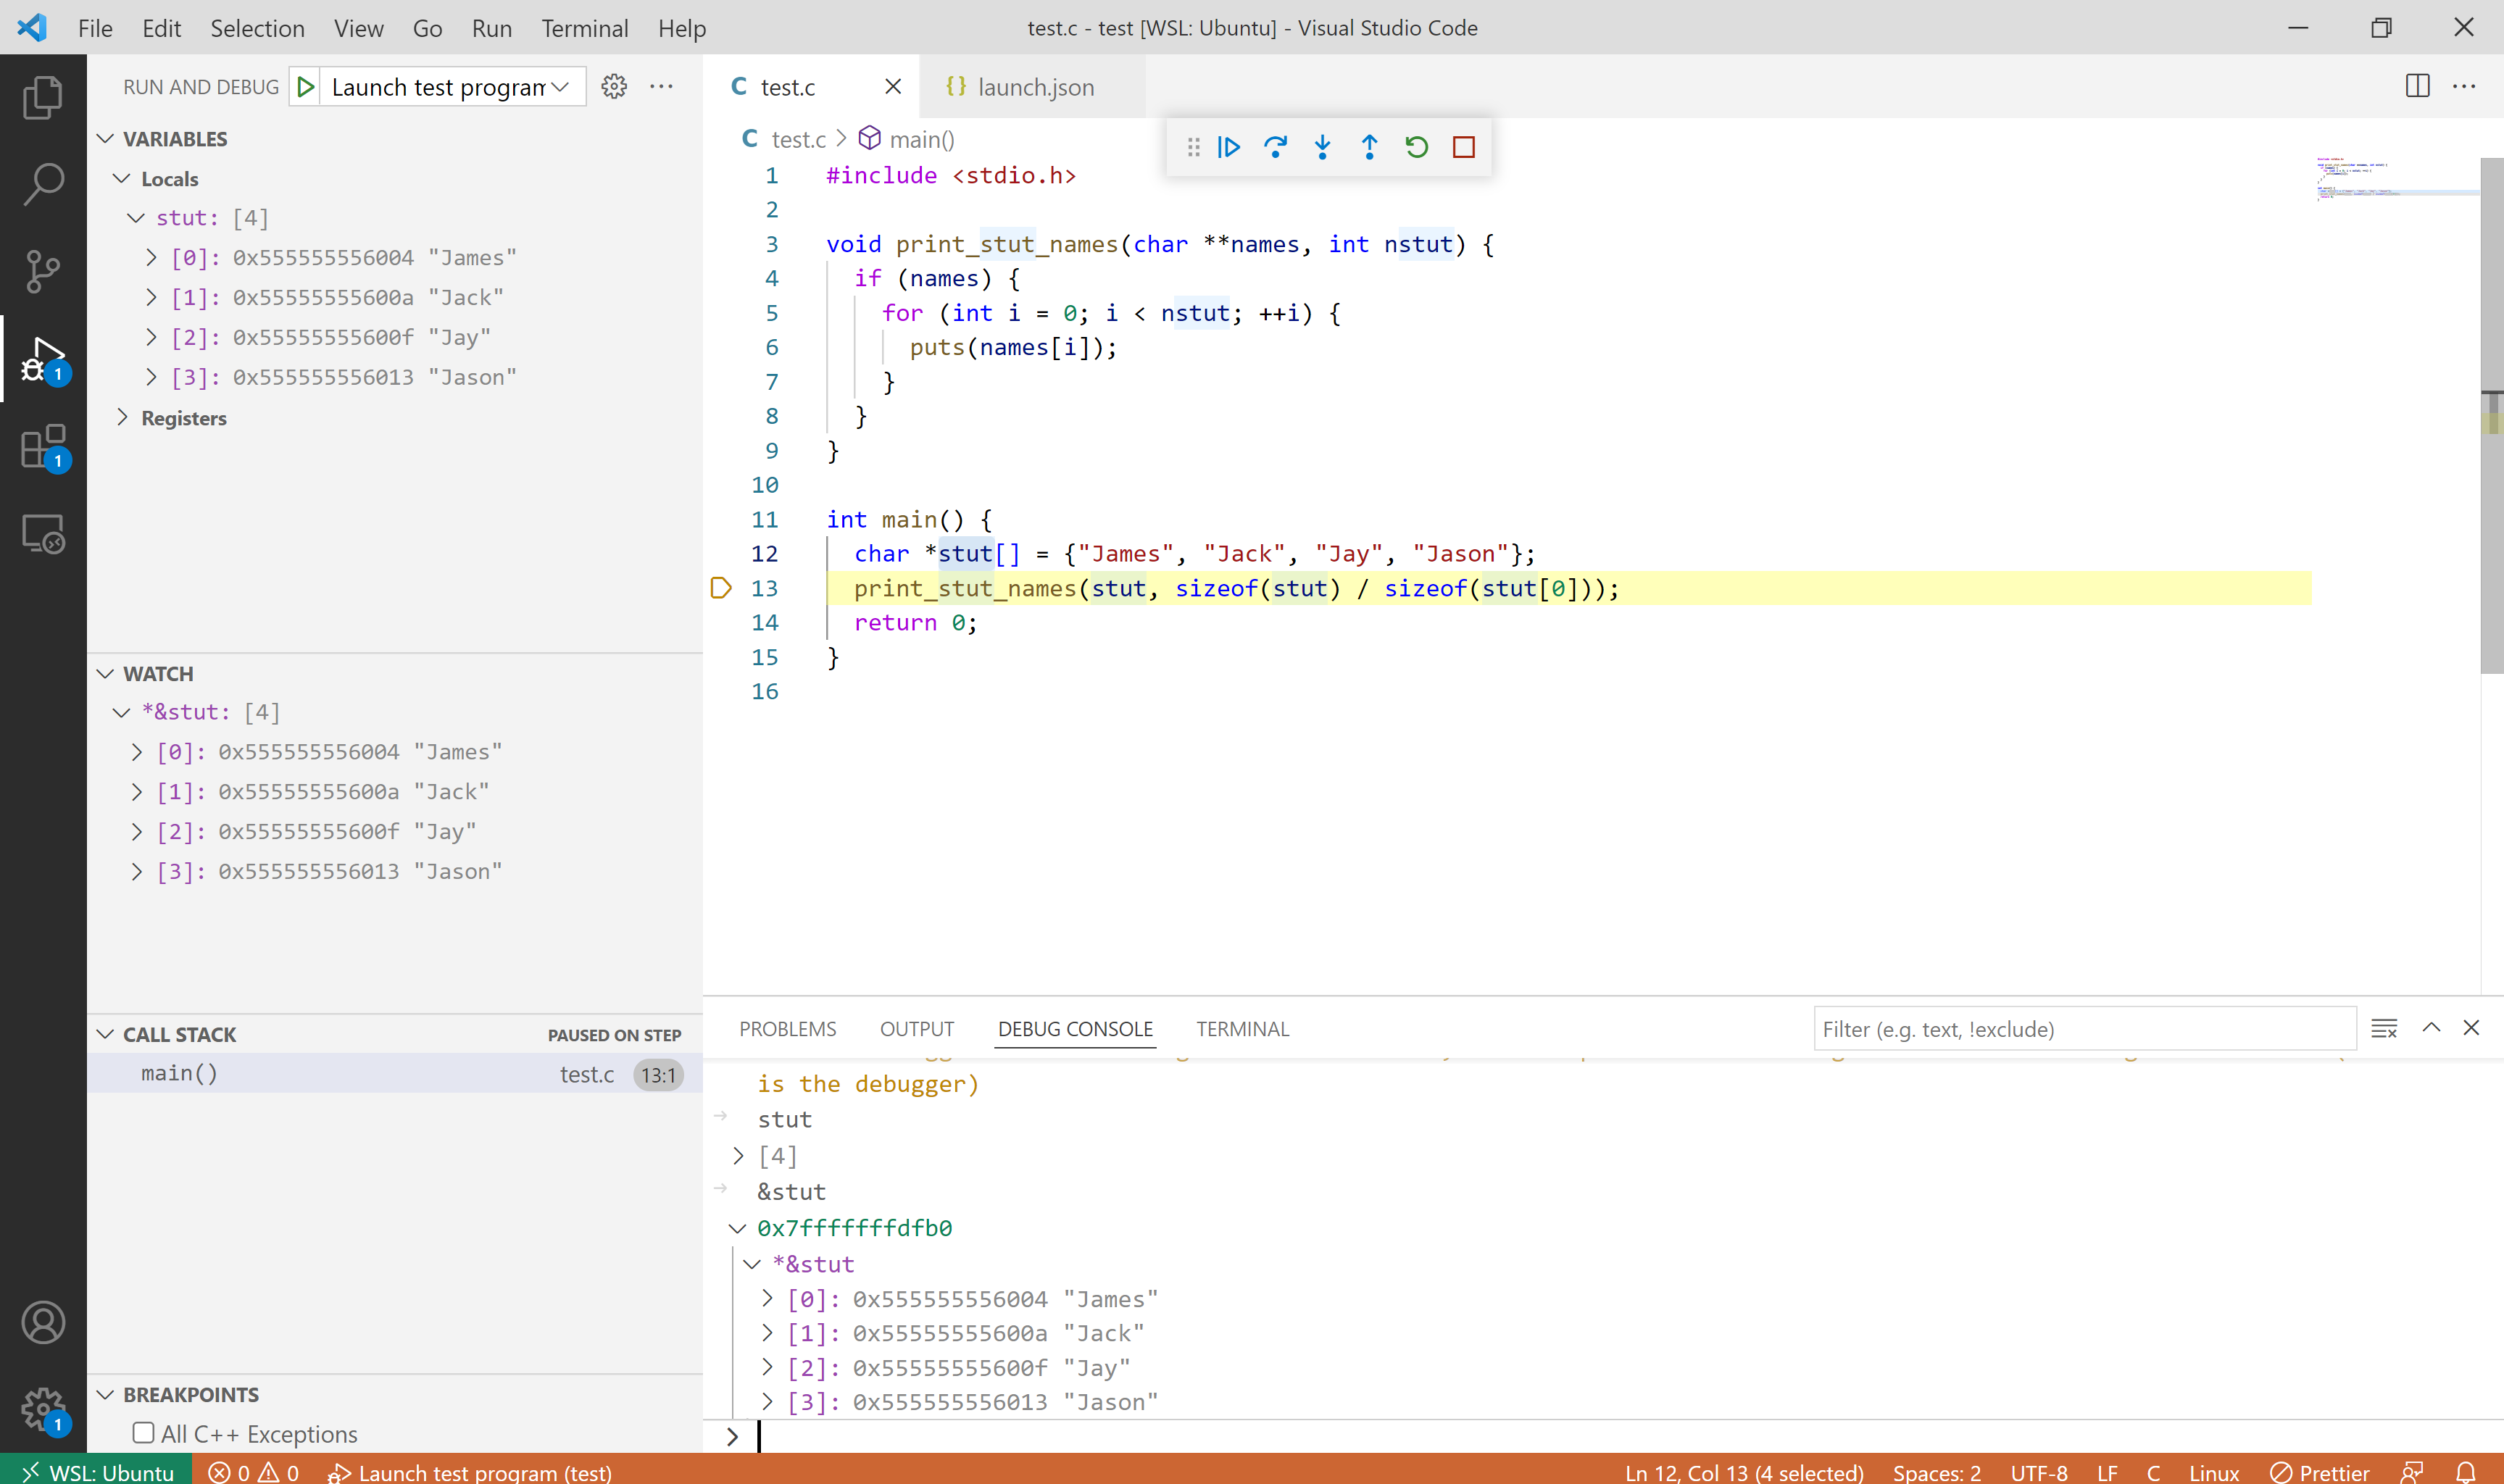 File Edit Selection View Go Run Terminal Help
test.c - test [WSL: Ubuntu] - Visual Studio Code
RUN AND DEBUG Launch test program
VARIABLES
Locals
stut: [4]
[0]: 0x555555556004 "James"
[1]: 0x55555555600a "Jack"
[2]: 0x55555555600f "Jay"
[3]: 0x555555556013 "Jason"
Registers
WATCH
*&stut: [4]
[0]: 0x555555556004 "James"
[1]: 0x55555555600a "Jack"
[2]: 0x55555555600f "Jay"
[3]: 0x555555556013 "Jason"
CALL STACK PAUSED ON STEP
main() test.c 13:1
BREAKPOINTS
All C++ Exceptions
1
1
1
C test.c {} launch.json
C test.c > main()
1 #include <stdio.h>
2
3 void print_stut_names(char **names, int nstut) {
4 if (names) {
5 for (int i = 0; i < nstut; ++i) {
6 puts(names[i]);
7 }
8 }
9 }
10
11 int main() {
12 char *stut[] = {"James", "Jack", "Jay", "Jason"};
13 print_stut_names(stut, sizeof(stut) / sizeof(stut[0]));
14 return 0;
15 }
16
PROBLEMS OUTPUT DEBUG CONSOLE TERMINAL Filter (e.g. text, !exclude)
is the debugger)
stut
[4]
&stut
0x7fffffffdfb0
*&stut
[0]: 0x555555556004 "James"
[1]: 0x55555555600a "Jack"
[2]: 0x55555555600f "Jay"
[3]: 0x555555556013 "Jason"
>
WSL: Ubuntu 0 0 Launch test program (test) Ln 12, Col 13 (4 selected) Spaces: 2 UTF-8 LF C Linux Prettier